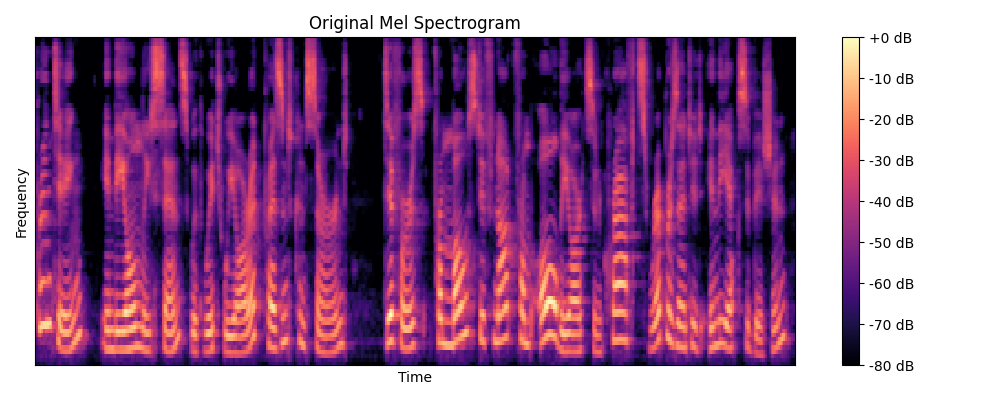 Original Mel Spectrogram
Frequency
Time
+0 dB
-10 dB
-20 dB
-30 dB
-40 dB
-50 dB
-60 dB
-70 dB
-80 dB